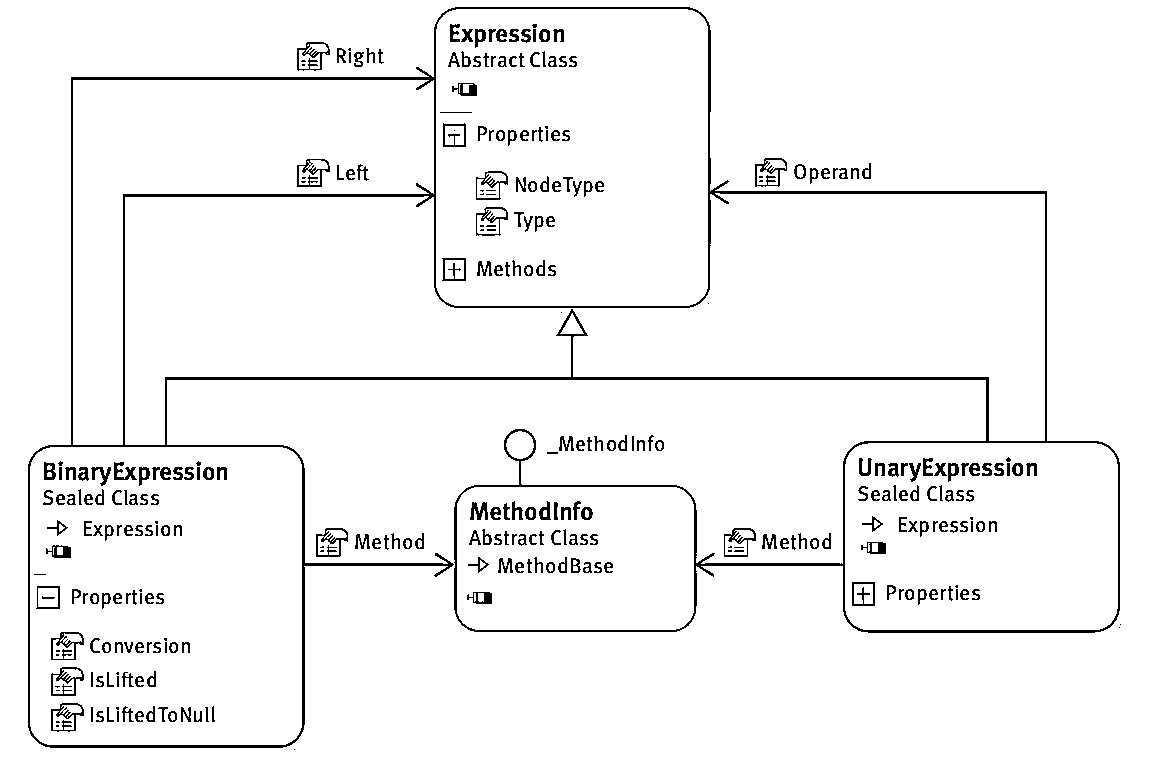 Expression
Abstract Class
Right
Properties
Left
Operand
NodeType
Type
Methods
_MethodInfo
BinaryExpression
Sealed Class
Expression
Method
Properties
Conversion
IsLifted
IsLiftedToNull
MethodInfo
Abstract Class
MethodBase
Method
UnaryExpression
Sealed Class
Expression
Properties